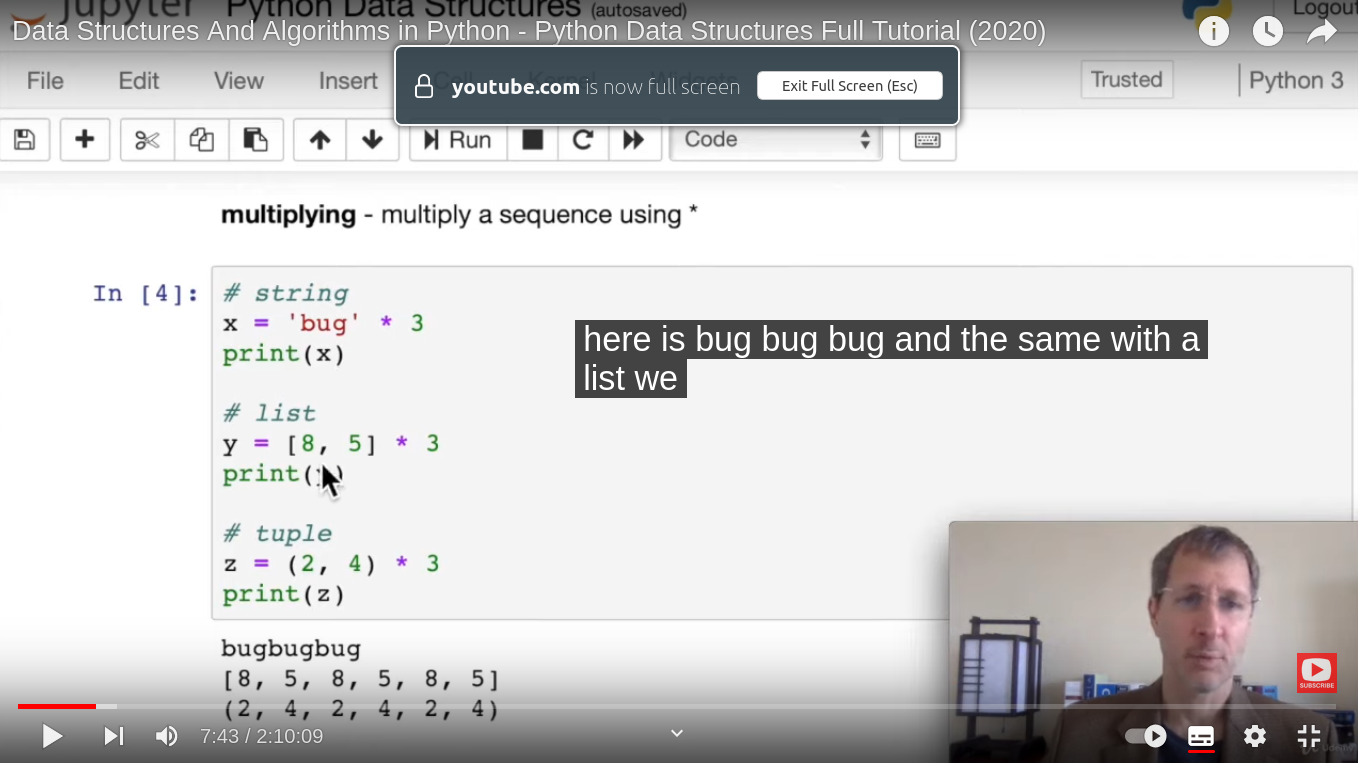 Jupyter Python Data Structures (autosaved)
Logout
Data Structures And Algorithms in Python - Python Data Structures Full Tutorial (2020)
File Edit View Insert
Trusted
Python 3
youtube.com is now full screen
Exit Full Screen (Esc)
Run
Code
multiplying - multiply a sequence using *
In [4]:
# string
x = 'bug' * 3
print(x)
here is bug bug bug and the same with a
list we
# list
y = [8, 5] * 3
print(y)
# tuple
z = (2, 4) * 3
print(z)
bugbugbug
[8, 5, 8, 5, 8, 5]
(2, 4, 2, 4, 2, 4)
SUBSCRIBE
7:43 / 2:10:09